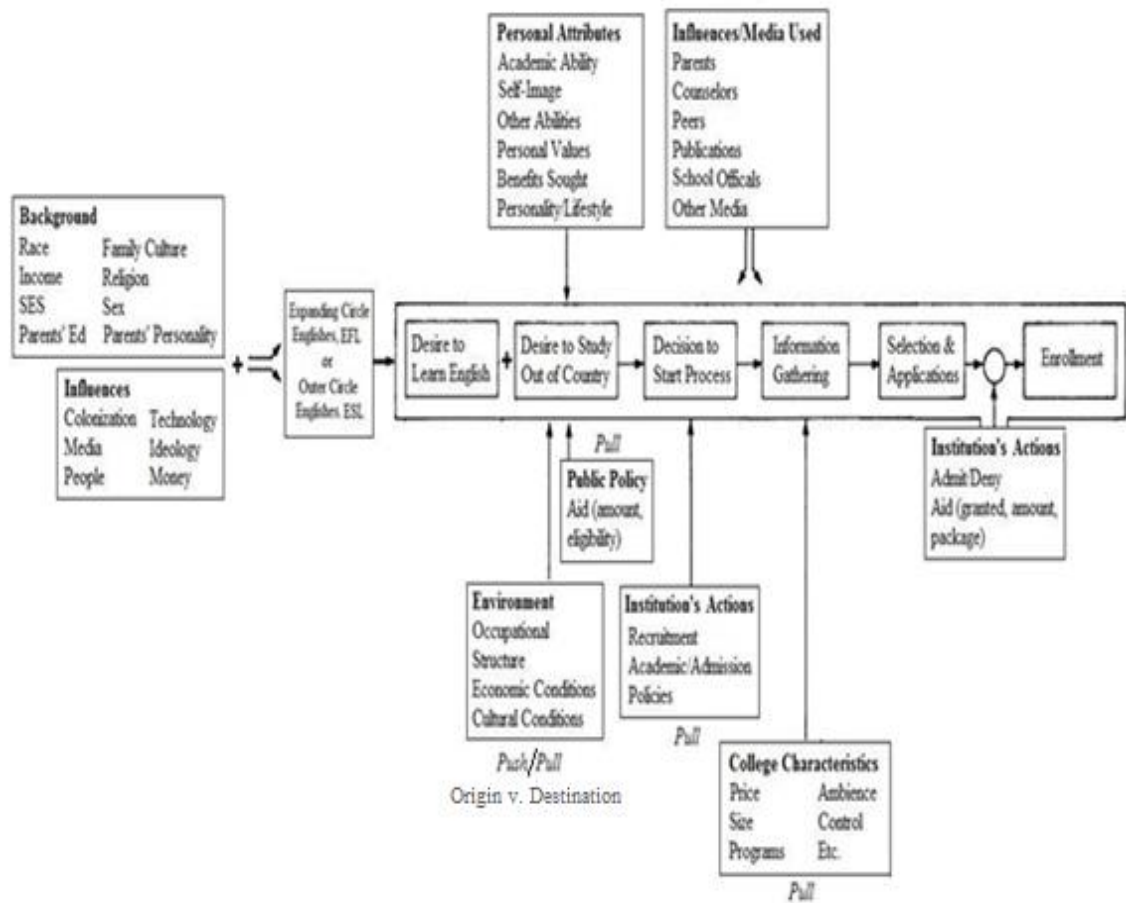 Personal Attributes
Academic Ability
Self-Image
Other Abilities
Personal Values
Benefits Sought
Personality/Lifestyle
Influences/Media Used
Parents
Counselors
Peers
Publications
School Officals
Other Media
Background
Race Family Culture
Income Religion
SES Sex
Parents' Ed Parents' Personality
+
Influences
Colonization Technology
Media Ideology
People Money
Expanding Circle
Englishes, EFL
or
Outer Circle
Englishes, ESL
Desire to
Learn English
+
Desire to Study
Out of Country
Decision to
Start Process
Information
Gathering
Selection &
Applications
Enrollment
Pull
Public Policy
Aid (amount,
eligibility)
Environment
Occupational
Structure
Economic Conditions
Cultural Conditions
Push/Pull
Origin v. Destination
Institution's Actions
Recruitment
Academic/Admission
Policies
Pull
College Characteristics
Price Ambience
Size Control
Programs Etc.
Pull
Institution's Actions
Admit/Deny
Aid (granted, amount,
package)